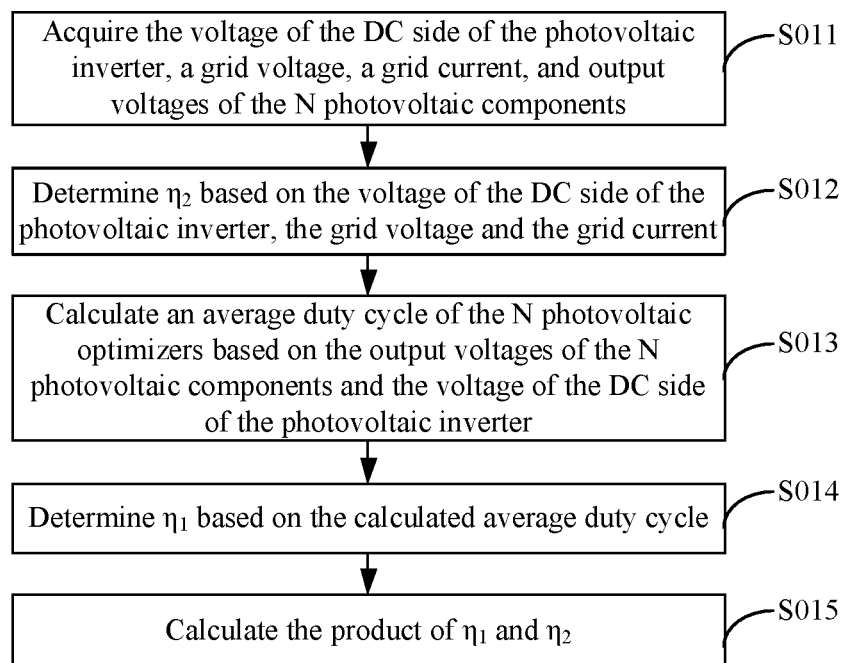 Acquire the voltage of the DC side of the photovoltaic
inverter, a grid voltage, a grid current, and output
voltages of the N photovoltaic components
S011
Determine η₂ based on the voltage of the DC side of the
photovoltaic inverter, the grid voltage and the grid current
S012
Calculate an average duty cycle of the N photovoltaic
optimizers based on the output voltages of the N
photovoltaic components and the voltage of the DC side
of the photovoltaic inverter
S013
Determine η₁ based on the calculated average duty cycle
S014
Calculate the product of η₁ and η₂
S015